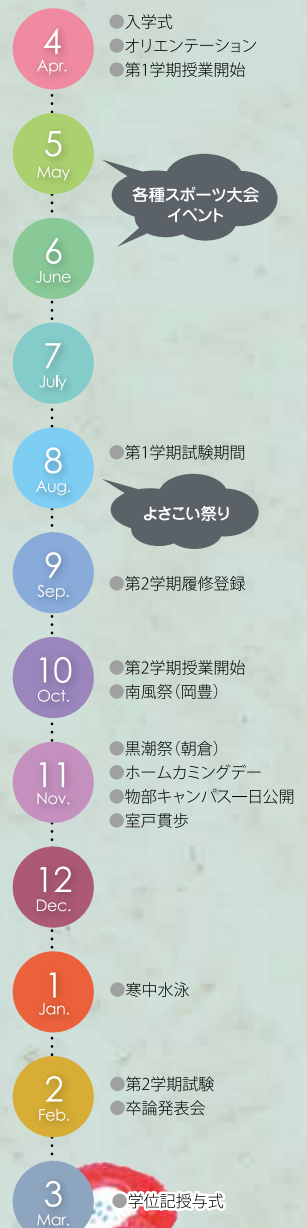 4
Apr.
●入学式
●オリエンテーション
●第1学期授業開始
5
May
各種スポーツ大会
イベント
6
June
7
July
8
Aug.
●第1学期試験期間
よさこい祭り
9
Sep.
●第2学期履修登録
10
Oct.
●第2学期授業開始
●南風祭(岡豊)
11
Nov.
●黒潮祭(朝倉)
●ホームカミングデー
●物部キャンパス一日公開
●室戸貫歩
12
Dec.
1
Jan.
●寒中水泳
2
Feb.
●第2学期試験
●卒論発表会
3
Mar.
●学位記授与式